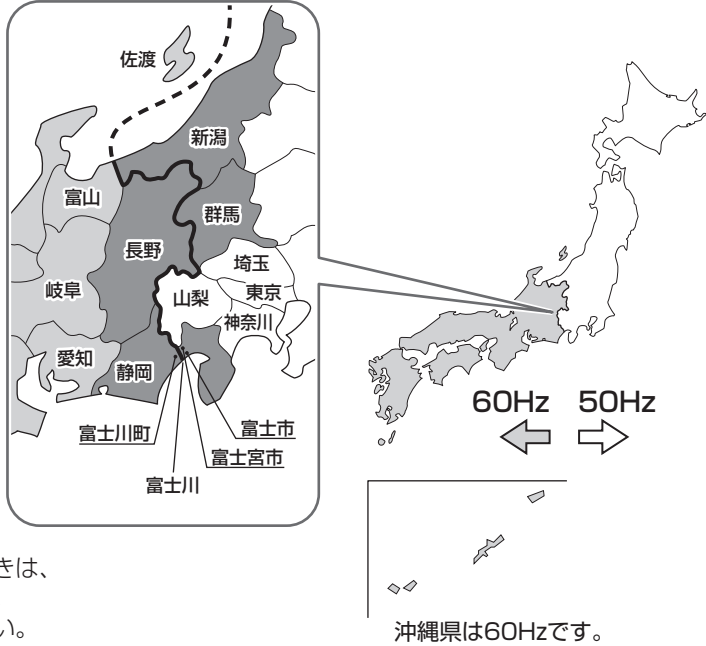 佐渡
新潟
富山
群馬
長野
埼玉
岐阜
山梨
東京
神奈川
愛知
静岡
富士川町
富士市
富士宮市
富士川
60Hz 50Hz
きは、
い。
沖縄県は60Hzです。